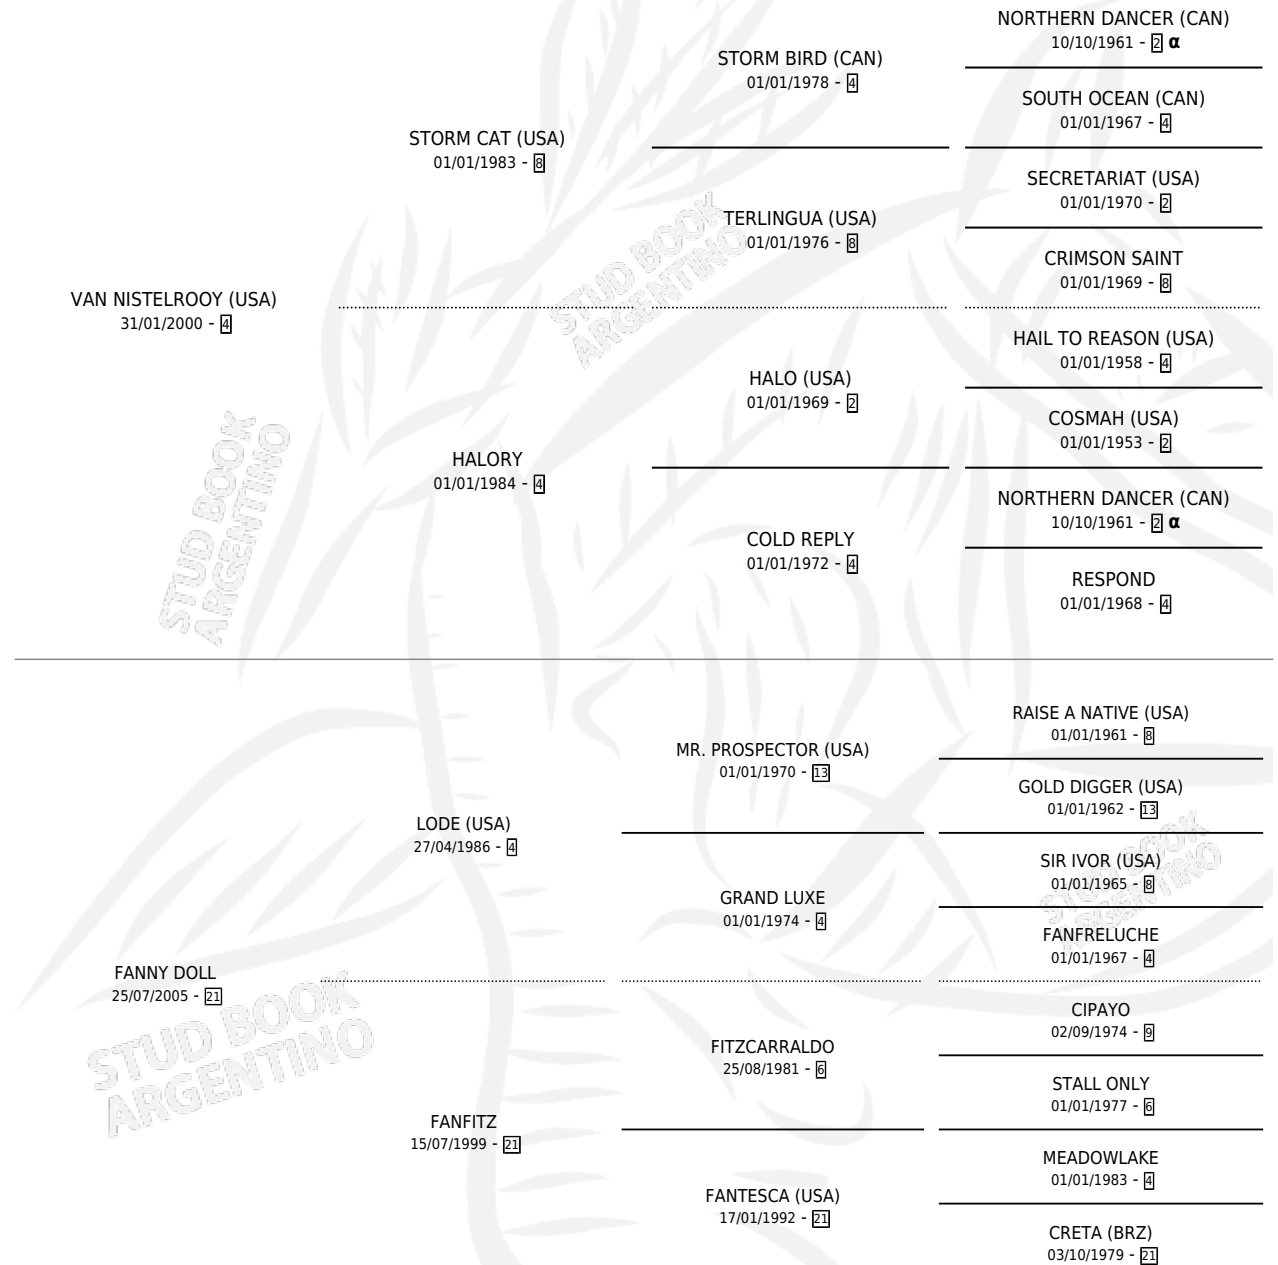 NORTHERN DANCER (CAN)
10/10/1961 - 2 α
STORM BIRD (CAN)
01/01/1978 - 4
SOUTH OCEAN (CAN)
01/01/1967 - 4
STORM CAT (USA)
01/01/1983 - 8
SECRETARIAT (USA)
01/01/1970 - 2
TERLINGUA (USA)
01/01/1976 - 8
CRIMSON SAINT
01/01/1969 - 8
VAN NISTELROOY (USA)
31/01/2000 - 4
HAIL TO REASON (USA)
01/01/1958 - 4
HALO (USA)
01/01/1969 - 2
COSMAH (USA)
01/01/1953 - 2
HALORY
01/01/1984 - 4
NORTHERN DANCER (CAN)
10/10/1961 - 2 α
COLD REPLY
01/01/1972 - 4
RESPOND
01/01/1968 - 4
RAISE A NATIVE (USA)
01/01/1961 - 8
MR. PROSPECTOR (USA)
01/01/1970 - 13
GOLD DIGGER (USA)
01/01/1962 - 13
LODE (USA)
27/04/1986 - 4
SIR IVOR (USA)
01/01/1965 - 8
GRAND LUXE
01/01/1974 - 4
FANFRELUCHE
01/01/1967 - 4
FANNY DOLL
25/07/2005 - 21
CIPAYO
02/09/1974 - 9
FITZCARRALDO
25/08/1981 - 6
STALL ONLY
01/01/1977 - 6
FANFITZ
15/07/1999 - 21
MEADOWLAKE
01/01/1983 - 4
FANTESCA (USA)
17/01/1992 - 21
CRETA (BRZ)
03/10/1979 - 21
STUD BOOK
ARGENTINO
STUD BOOK
ARGENTINO
STUD BOOK
ARGENTINO
STUD BOOK
ARGENTINO